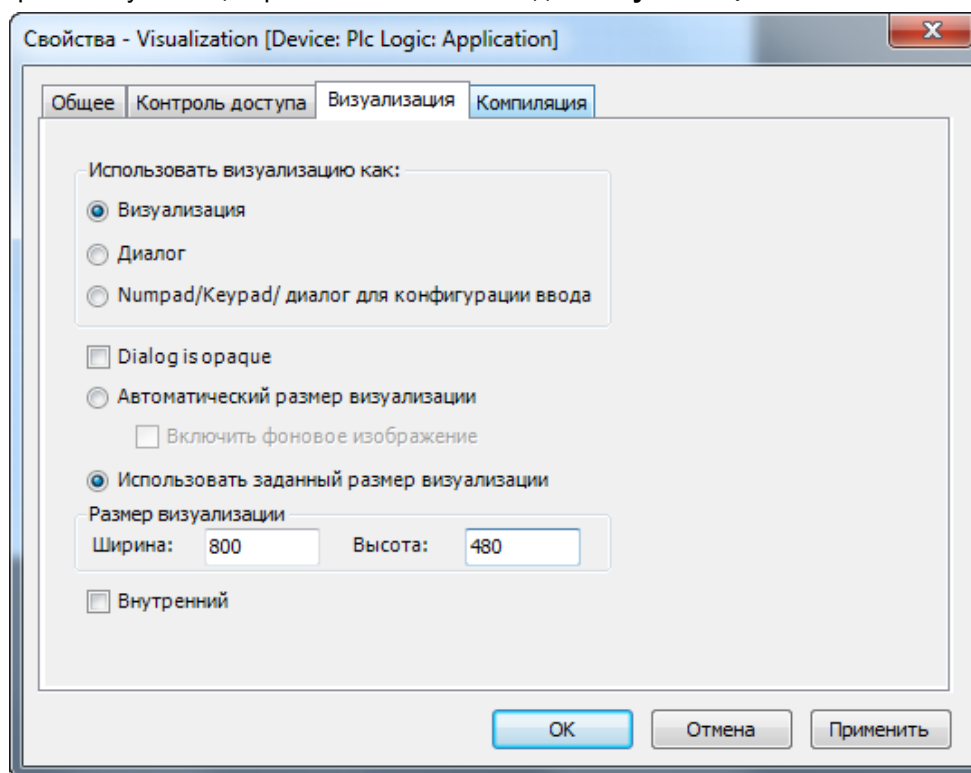 Свойства - Visualization [Device: Plc Logic: Application]
Общее Контроль доступа Визуализация Компиляция
Использовать визуализацию как:
Визуализация
Диалог
Numpad/Keypad/ диалог для конфигурации ввода
Dialog is opaque
Автоматический размер визуализации
Включить фоновое изображение
Использовать заданный размер визуализации
Размер визуализации
Ширина: 800 Высота: 480
Внутренний
OK Отмена Применить